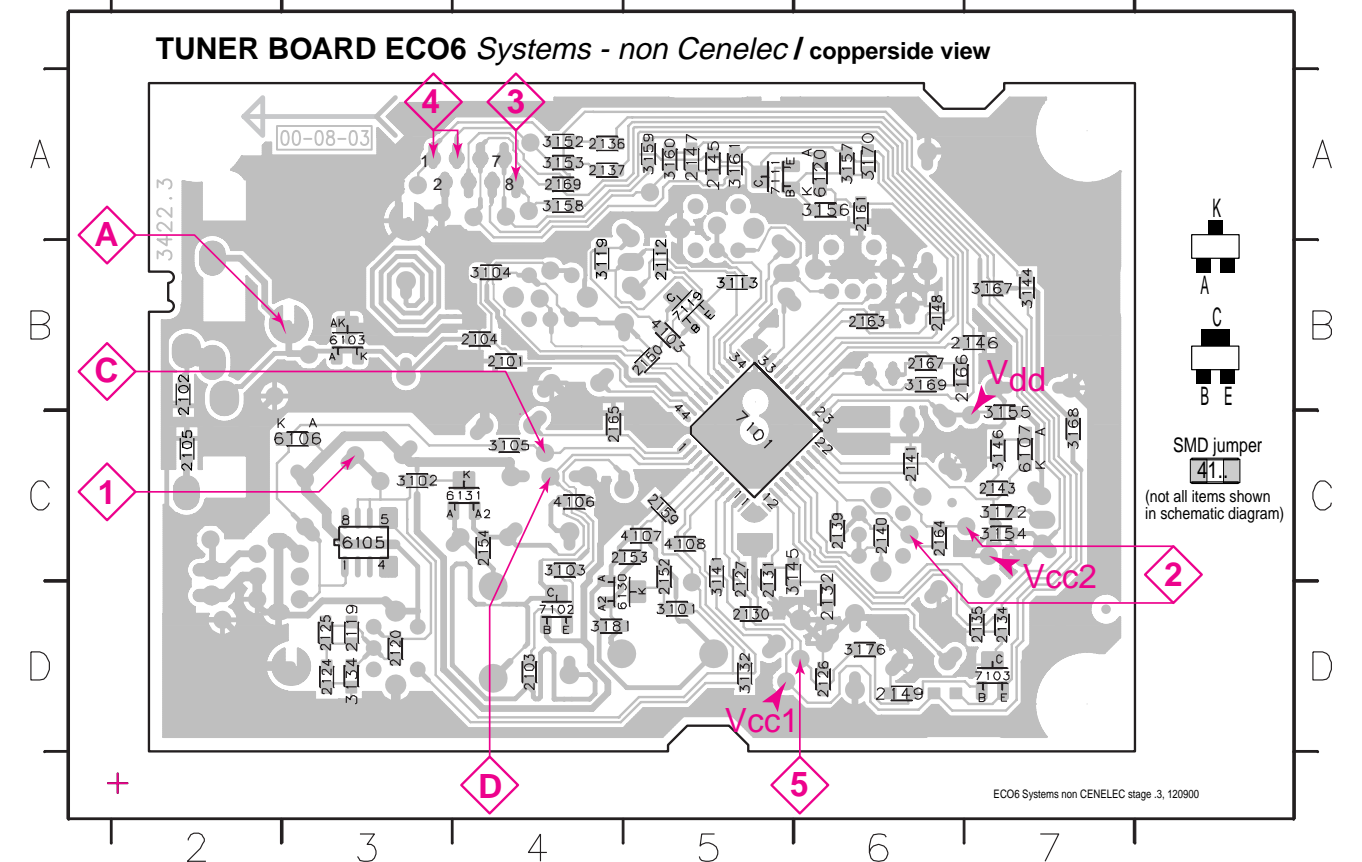 TUNER BOARD ECO6 Systems - non Cenelec / copperside view
4
3
00-08-03
3422.3
A
A
1
7
2
8
3152
2136
3153
2137
2169
3158
3159
3160
2147
2145
3161
C
7111
E
B
A
6120
K
3157
3170
3156
2161
A
K
A
3104
3119
2112
3113
C
7119
B
E
4103
2150
2163
2148
3167
3144
B
B
AK
6103
A
K
2104
2101
2146
2167
3169
2166
Vdd
C
B
E
C
2102
34
33
44
23
1
22
7101
11
12
2165
3155
3168
K
A
6106
2105
3105
3146
6107
A
K
SMD jumper
41..
(not all items shown
in schematic diagram)
C
C
1
3102
K
6131
A
A2
4106
2159
2141
2143
3172
3154
2139
2140
2164
8
5
6105
1
4
2154
4107
4108
2153
3103
Vcc2
2
2152
3141
2127
2131
3145
2132
A
6130
A2
K
C
7102
B
E
3101
2130
3181
2125
2119
2120
2124
3134
2103
3132
2126
3176
2149
2135
2134
C
7103
B
E
D
D
Vcc1
D
5
ECO6 Systems non CENELEC stage .3, 120900
2
3
4
5
6
7